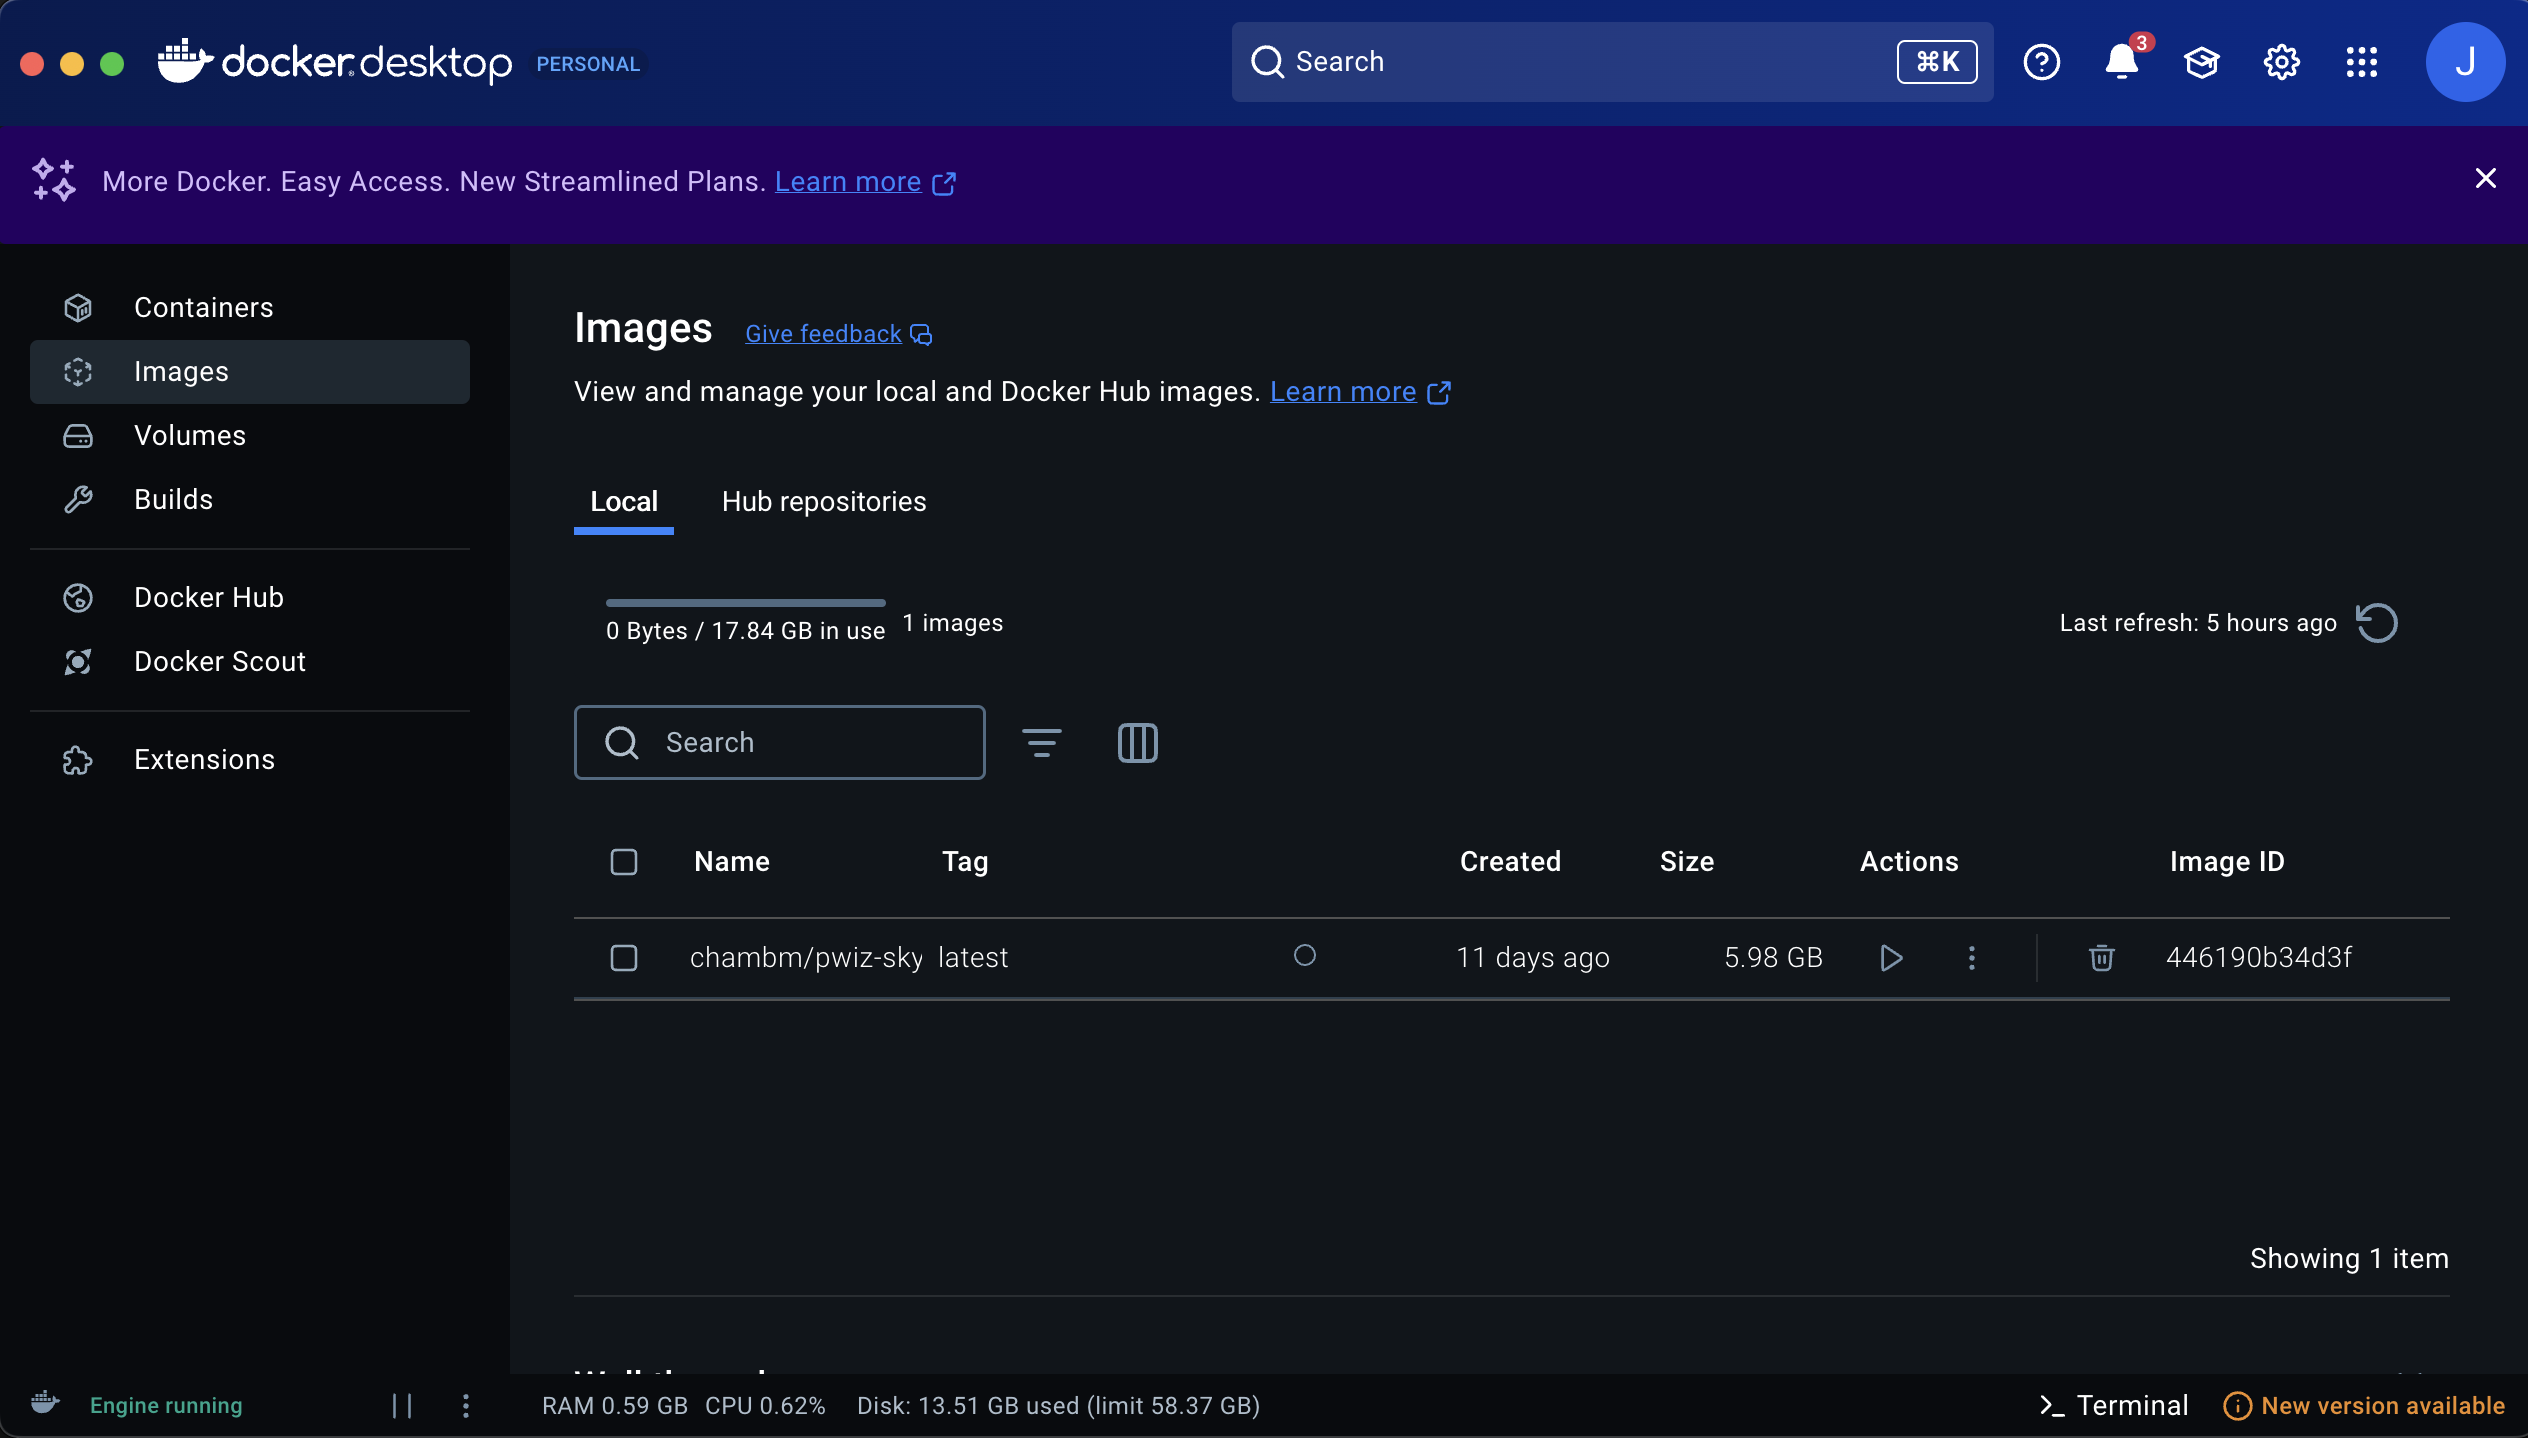 docker desktop PERSONAL
Search ⌘K
3
J
More Docker. Easy Access. New Streamlined Plans. Learn more
Containers
Images
Volumes
Builds
Docker Hub
Docker Scout
Extensions
Images Give feedback
View and manage your local and Docker Hub images. Learn more
Local Hub repositories
0 Bytes / 17.84 GB in use 1 images
Last refresh: 5 hours ago
Search
Name Tag Created Size Actions Image ID
chambm/pwiz-sky latest 11 days ago 5.98 GB 446190b34d3f
Showing 1 item
Engine running
RAM 0.59 GB CPU 0.62% Disk: 13.51 GB used (limit 58.37 GB)
Terminal
New version available